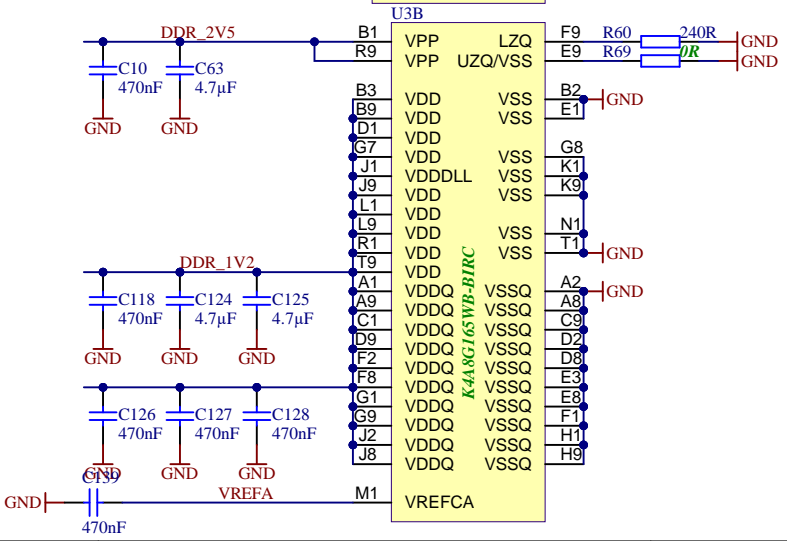 U3B
DDR_2V5
B1 VPP LZQ F9 R60 240R GND
R9 VPP UZQ/VSS E9 R69 0R GND
C10 C63
470nF 4.7µF
GND GND
B3 VDD VSS B2 GND
B9 VDD VSS E1
D1 VDD
G7 VDD VSS G8
J1 VDDDLL VSS K1
J9 VDD VSS K9
L1 VDD
L9 VDD VSS N1
R1 VDD VSS T1 GND
DDR_1V2
T9 VDD
A1 VDDQ VSSQ A2 GND
A9 VDDQ VSSQ A8
C1 VDDQ VSSQ C9
D9 VDDQ VSSQ D2
F2 VDDQ VSSQ D8
F8 VDDQ VSSQ E3
G1 VDDQ VSSQ E8
G9 VDDQ VSSQ F1
J2 VDDQ VSSQ H1
J8 VDDQ VSSQ H9
K4A8G165WB-BIRC
C118 C124 C125
470nF 4.7µF 4.7µF
GND GND GND
C126 C127 C128
470nF 470nF 470nF
GND GND GND
C139
GND VREFA M1 VREFCA
470nF